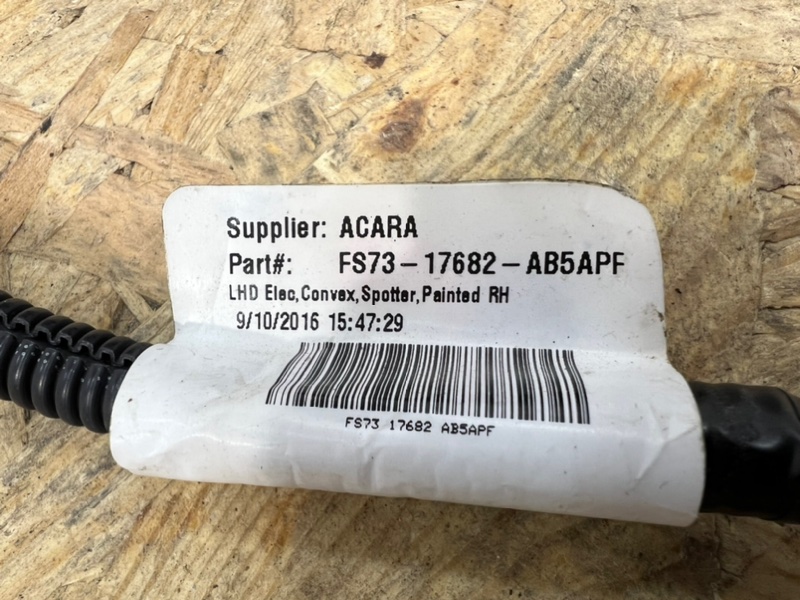 Supplier: ACARA
Part#: FS73-17682-AB5APF
LHD Elec,Convex,Spotter,Painted RH
9/10/2016 15:47:29
FS73 17682 AB5APF